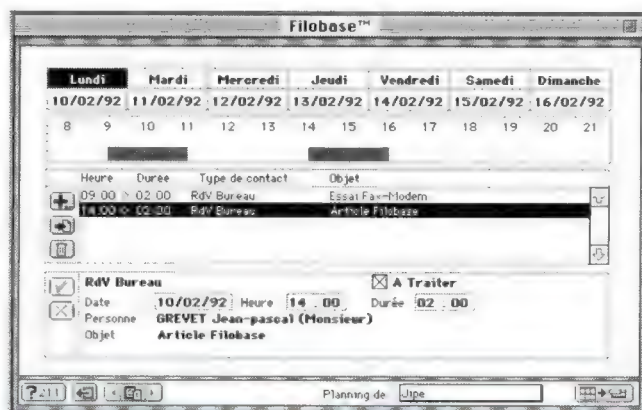 Filobase™
Lundi Mardi Mercredi Jeudi Vendredi Samedi Dimanche
10/02/92 11/02/92 12/02/92 13/02/92 14/02/92 15/02/92 16/02/92
8 9 10 11 12 13 14 15 16 17 18 19 20 21
Heure Durée Type de contact Objet
09:00 02:00 RdV Bureau Essai Fax-Modem
14:00 02:00 RdV Bureau Article Filobase
RdV Bureau A Traiter
Date 10/02/92 Heure 14 : 00 Durée 02 : 00
Personne GREVET Jean-pascal (Monsieur)
Objet Article Filobase
Planning de Jipe